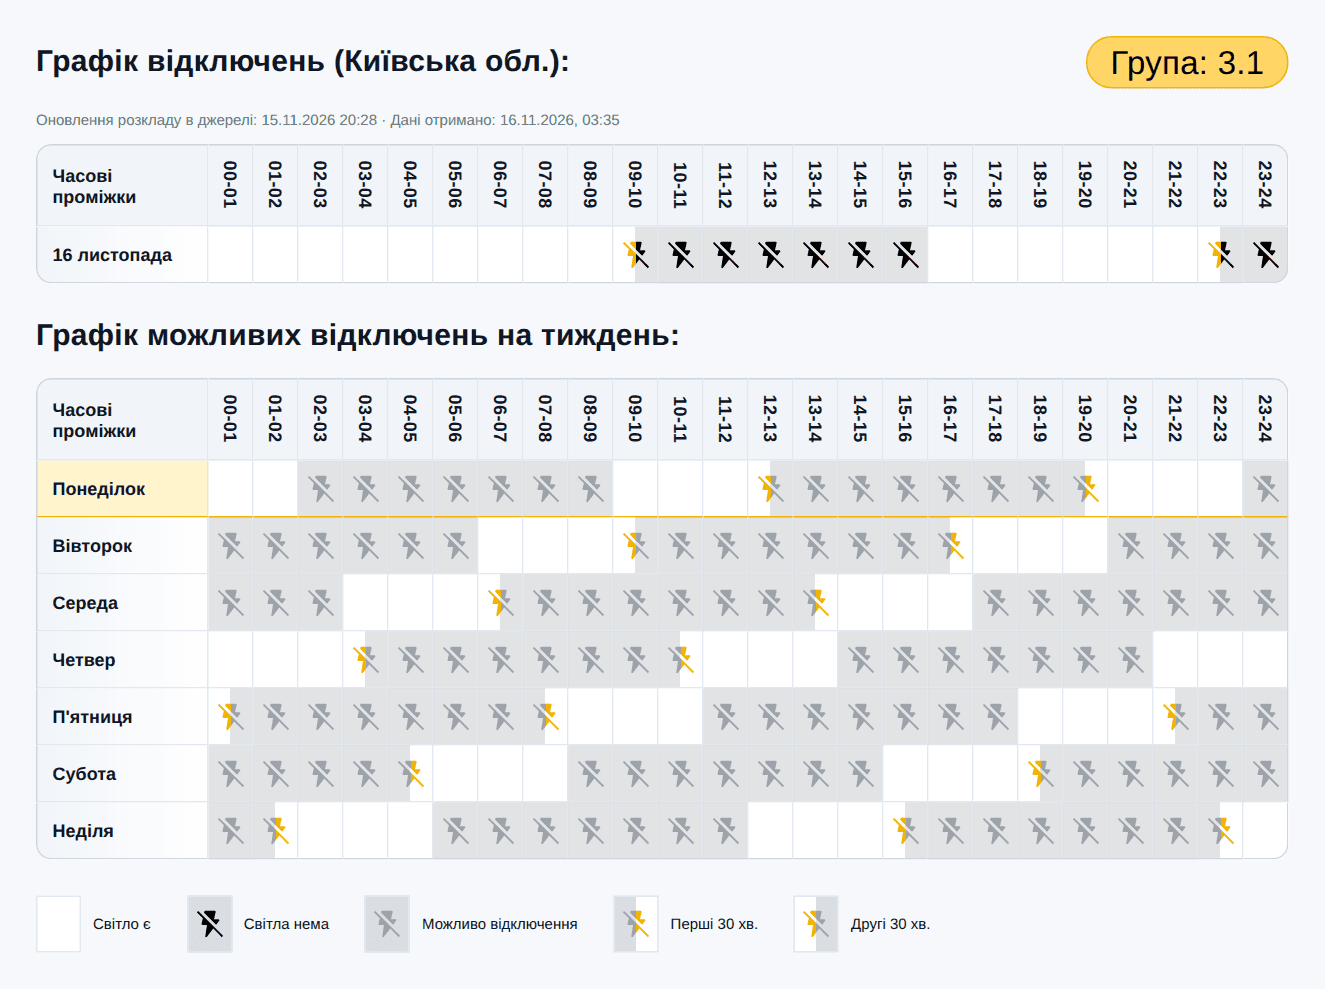 Графік відключень (Київська обл.):
Група: 3.1
Оновлення розкладу в джерелі: 15.11.2026 20:28 · Дані отримано: 16.11.2026, 03:35
Часові проміжки 00-01 01-02 02-03 03-04 04-05 05-06 06-07 07-08 08-09 09-10 10-11 11-12 12-13 13-14 14-15 15-16 16-17 17-18 18-19 19-20 20-21 21-22 22-23 23-24
16 листопада
Графік можливих відключень на тиждень:
Часові проміжки 00-01 01-02 02-03 03-04 04-05 05-06 06-07 07-08 08-09 09-10 10-11 11-12 12-13 13-14 14-15 15-16 16-17 17-18 18-19 19-20 20-21 21-22 22-23 23-24
Понеділок
Вівторок
Середа
Четвер
П'ятниця
Субота
Неділя
Світло є Світла нема Можливо відключення Перші 30 хв. Другі 30 хв.